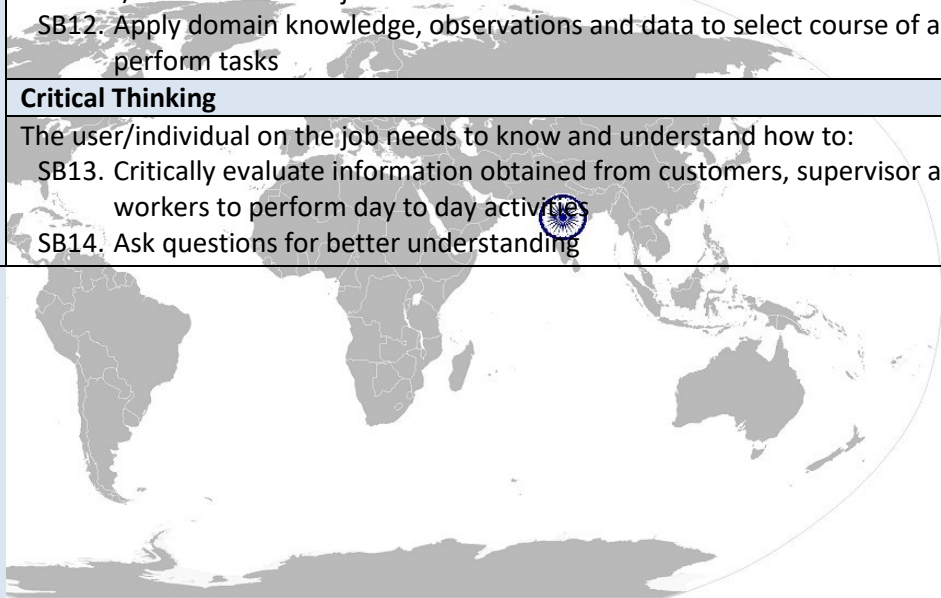 SB12. Apply domain knowledge, observations and data to select course of a
perform tasks
Critical Thinking
The user/individual on the job needs to know and understand how to:
SB13. Critically evaluate information obtained from customers, supervisor a
workers to perform day to day activities
SB14. Ask questions for better understanding